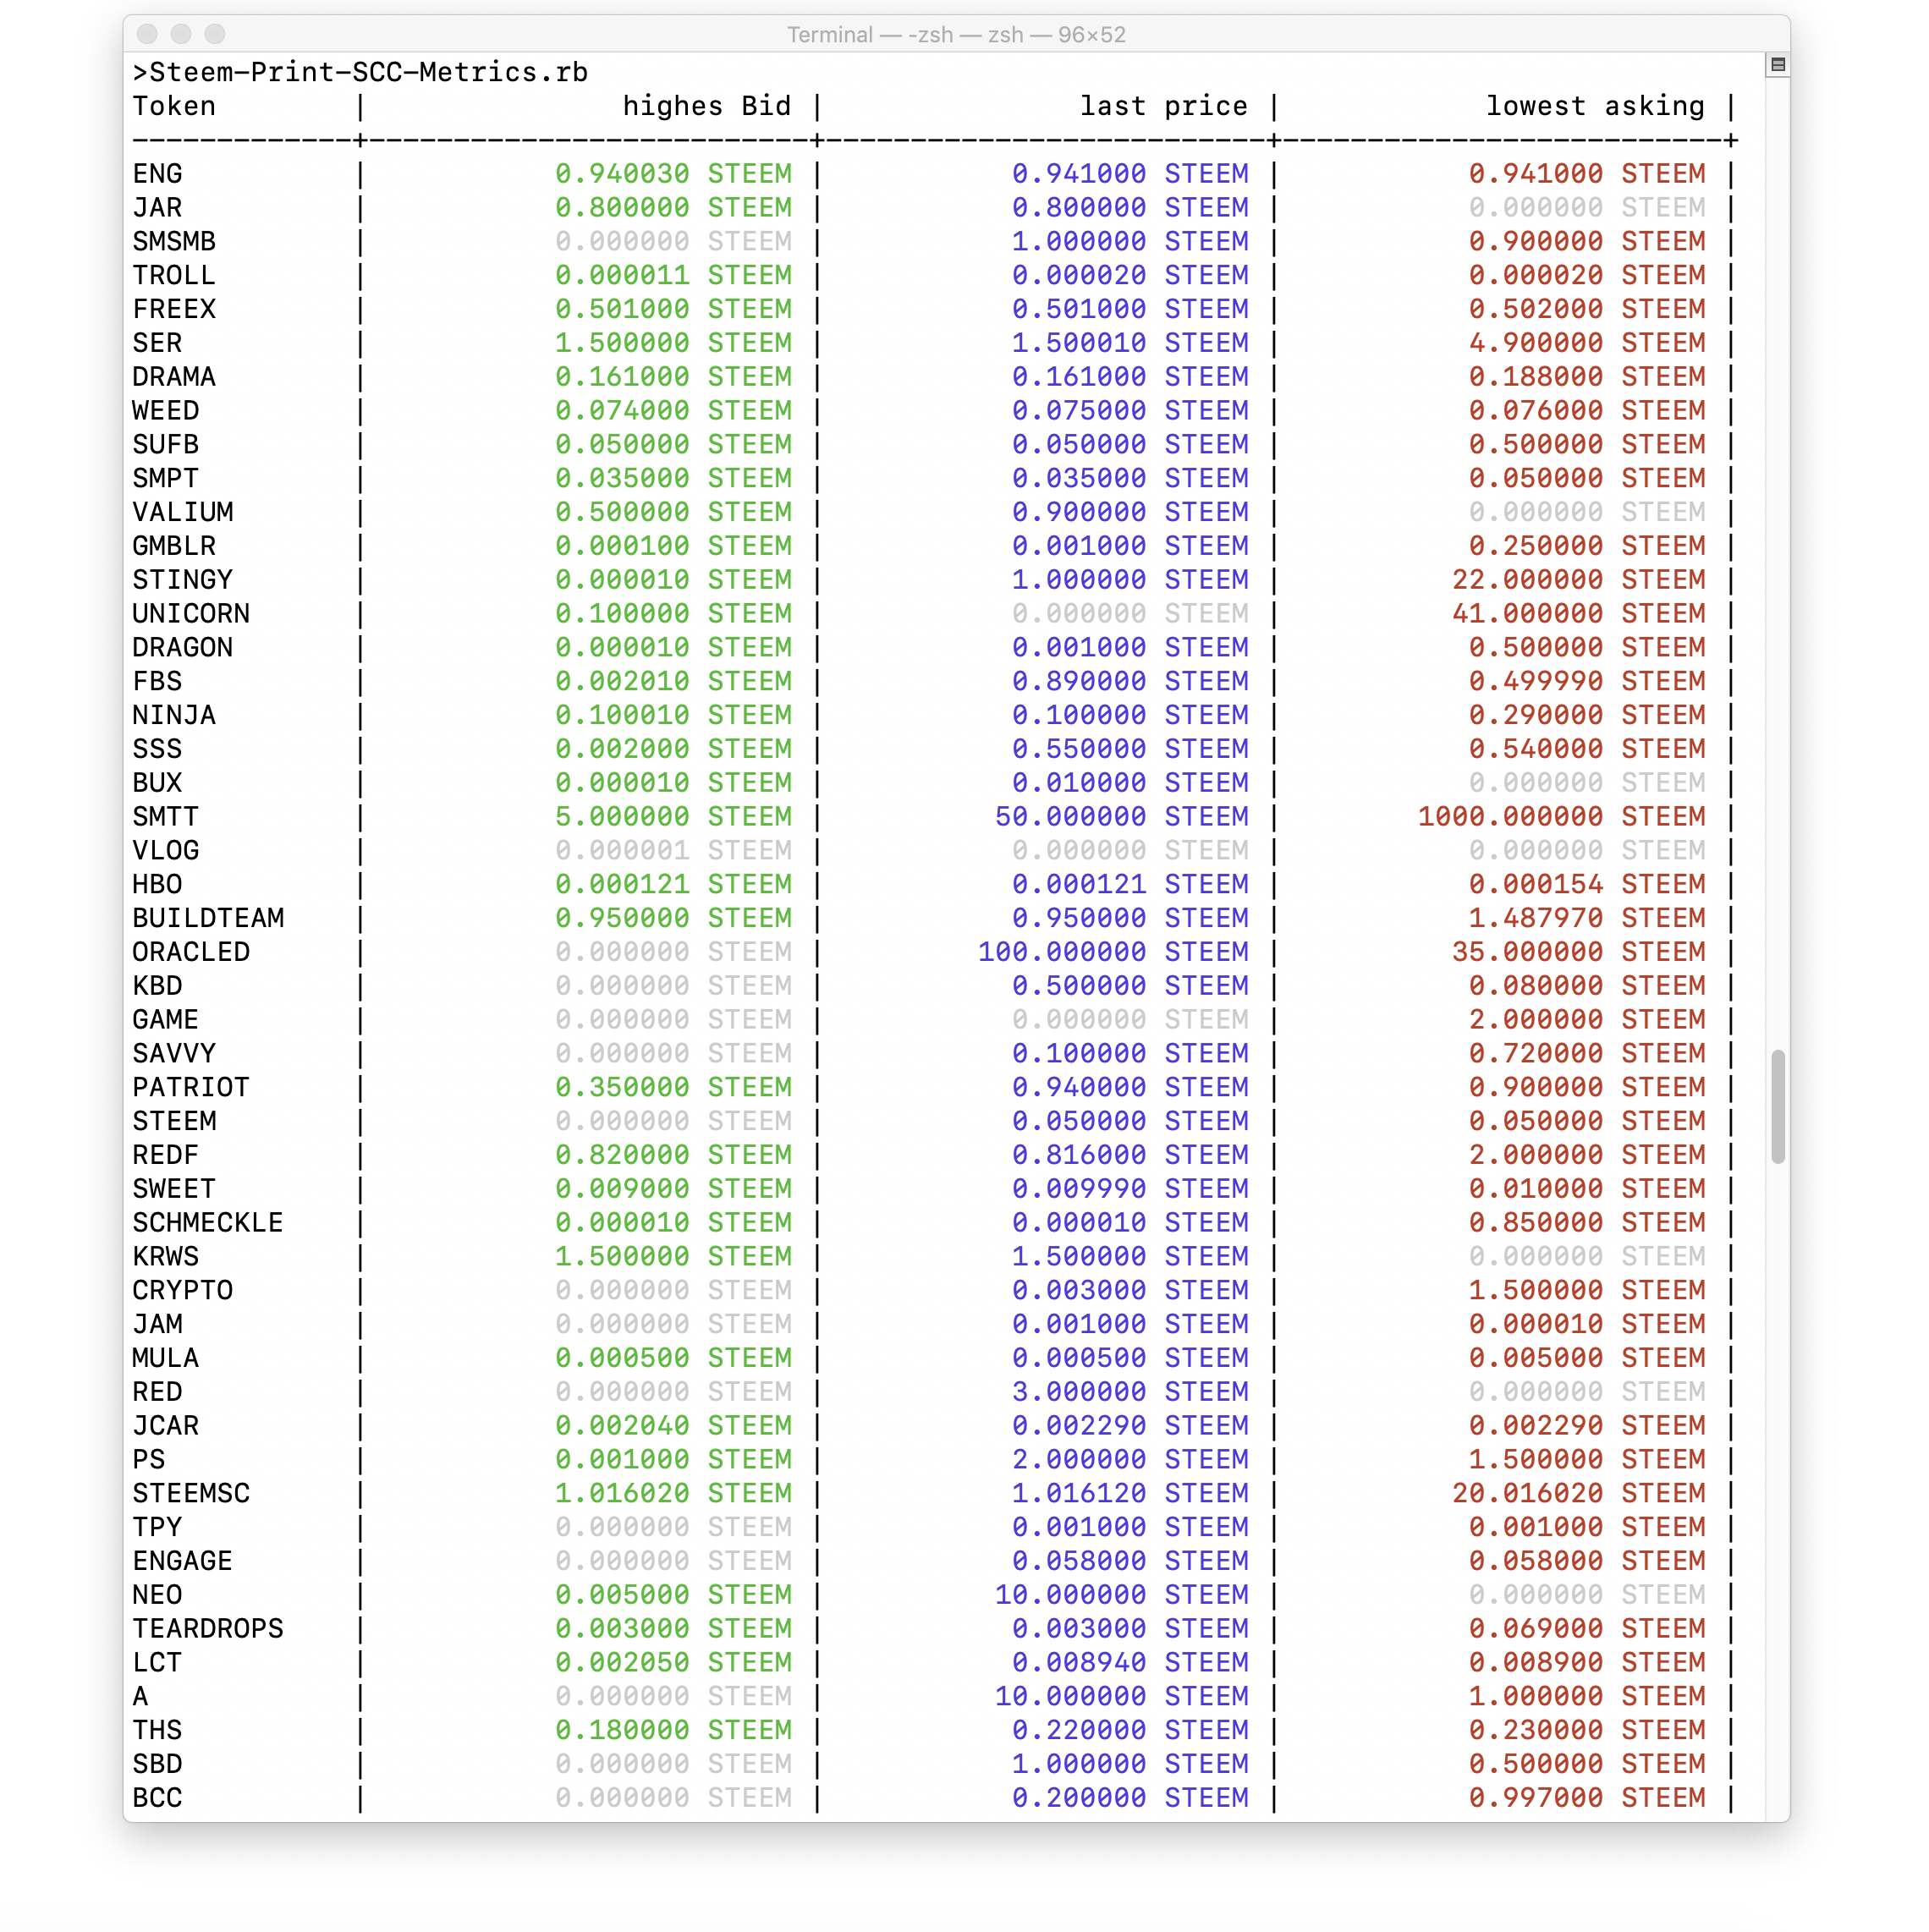 Terminal — -zsh — zsh — 96×52
>Steem-Print-SCC-Metrics.rb
Token | highes Bid | last price | lowest asking |
-------------+--------------------------+--------------------------+--------------------------+
ENG | 0.940030 STEEM | 0.941000 STEEM | 0.941000 STEEM |
JAR | 0.800000 STEEM | 0.800000 STEEM | 0.000000 STEEM |
SMSMB | 0.000000 STEEM | 1.000000 STEEM | 0.900000 STEEM |
TROLL | 0.000011 STEEM | 0.000020 STEEM | 0.000020 STEEM |
FREEX | 0.501000 STEEM | 0.501000 STEEM | 0.502000 STEEM |
SER | 1.500000 STEEM | 1.500010 STEEM | 4.900000 STEEM |
DRAMA | 0.161000 STEEM | 0.161000 STEEM | 0.188000 STEEM |
WEED | 0.074000 STEEM | 0.075000 STEEM | 0.076000 STEEM |
SUFB | 0.050000 STEEM | 0.050000 STEEM | 0.500000 STEEM |
SMPT | 0.035000 STEEM | 0.035000 STEEM | 0.050000 STEEM |
VALIUM | 0.500000 STEEM | 0.900000 STEEM | 0.000000 STEEM |
GMBLR | 0.000100 STEEM | 0.001000 STEEM | 0.250000 STEEM |
STINGY | 0.000010 STEEM | 1.000000 STEEM | 22.000000 STEEM |
UNICORN | 0.100000 STEEM | 0.000000 STEEM | 41.000000 STEEM |
DRAGON | 0.000010 STEEM | 0.001000 STEEM | 0.500000 STEEM |
FBS | 0.002010 STEEM | 0.890000 STEEM | 0.499990 STEEM |
NINJA | 0.100010 STEEM | 0.100000 STEEM | 0.290000 STEEM |
SSS | 0.002000 STEEM | 0.550000 STEEM | 0.540000 STEEM |
BUX | 0.000010 STEEM | 0.010000 STEEM | 0.000000 STEEM |
SMTT | 5.000000 STEEM | 50.000000 STEEM | 1000.000000 STEEM |
VLOG | 0.000001 STEEM | 0.000000 STEEM | 0.000000 STEEM |
HBO | 0.000121 STEEM | 0.000121 STEEM | 0.000154 STEEM |
BUILDTEAM | 0.950000 STEEM | 0.950000 STEEM | 1.487970 STEEM |
ORACLED | 0.000000 STEEM | 100.000000 STEEM | 35.000000 STEEM |
KBD | 0.000000 STEEM | 0.500000 STEEM | 0.080000 STEEM |
GAME | 0.000000 STEEM | 0.000000 STEEM | 2.000000 STEEM |
SAVVY | 0.000000 STEEM | 0.100000 STEEM | 0.720000 STEEM |
PATRIOT | 0.350000 STEEM | 0.940000 STEEM | 0.900000 STEEM |
STEEM | 0.000000 STEEM | 0.050000 STEEM | 0.050000 STEEM |
REDF | 0.820000 STEEM | 0.816000 STEEM | 2.000000 STEEM |
SWEET | 0.009000 STEEM | 0.009990 STEEM | 0.010000 STEEM |
SCHMECKLE | 0.000010 STEEM | 0.000010 STEEM | 0.850000 STEEM |
KRWS | 1.500000 STEEM | 1.500000 STEEM | 0.000000 STEEM |
CRYPTO | 0.000000 STEEM | 0.003000 STEEM | 1.500000 STEEM |
JAM | 0.000000 STEEM | 0.001000 STEEM | 0.000010 STEEM |
MULA | 0.000500 STEEM | 0.000500 STEEM | 0.005000 STEEM |
RED | 0.000000 STEEM | 3.000000 STEEM | 0.000000 STEEM |
JCAR | 0.002040 STEEM | 0.002290 STEEM | 0.002290 STEEM |
PS | 0.001000 STEEM | 2.000000 STEEM | 1.500000 STEEM |
STEEMSC | 1.016020 STEEM | 1.016120 STEEM | 20.016020 STEEM |
TPY | 0.000000 STEEM | 0.001000 STEEM | 0.001000 STEEM |
ENGAGE | 0.000000 STEEM | 0.058000 STEEM | 0.058000 STEEM |
NEO | 0.005000 STEEM | 10.000000 STEEM | 0.000000 STEEM |
TEARDROPS | 0.003000 STEEM | 0.003000 STEEM | 0.069000 STEEM |
LCT | 0.002050 STEEM | 0.008940 STEEM | 0.008900 STEEM |
A | 0.000000 STEEM | 10.000000 STEEM | 1.000000 STEEM |
THS | 0.180000 STEEM | 0.220000 STEEM | 0.230000 STEEM |
SBD | 0.000000 STEEM | 1.000000 STEEM | 0.500000 STEEM |
BCC | 0.000000 STEEM | 0.200000 STEEM | 0.997000 STEEM |